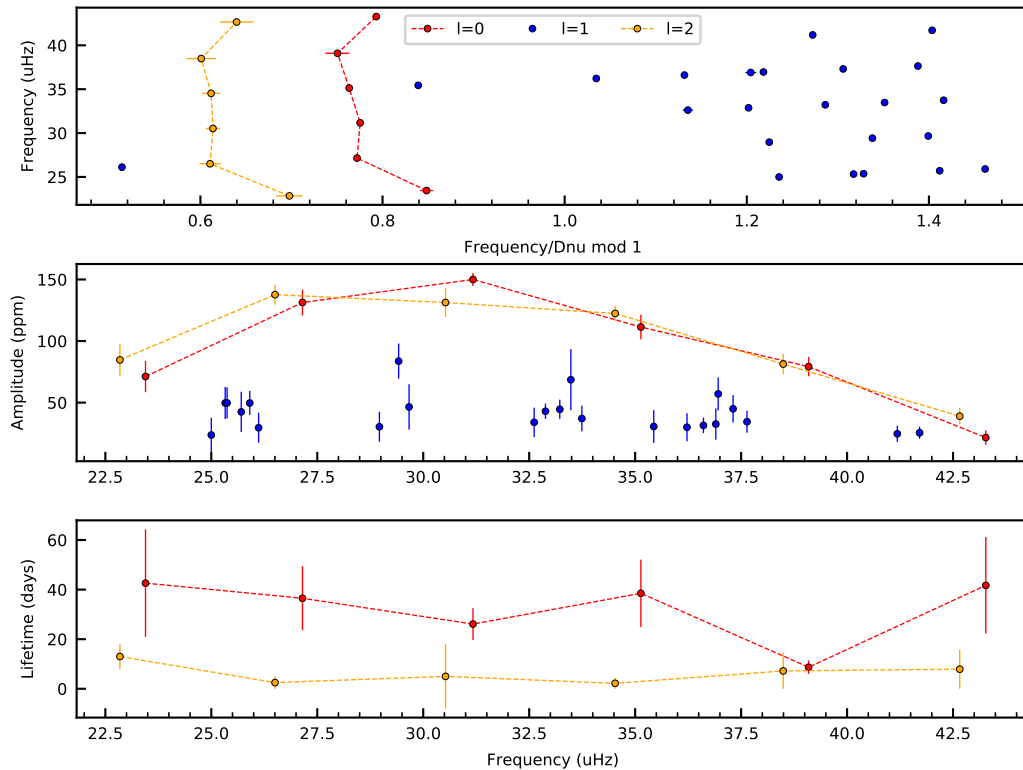 l=0 l=1 l=2
Frequency (uHz)
40
35
30
25
0.6 0.8 1.0 1.2 1.4
Frequency/Dnu mod 1
Amplitude (ppm)
150
100
50
22.5 25.0 27.5 30.0 32.5 35.0 37.5 40.0 42.5
Lifetime (days)
60
40
20
0
22.5 25.0 27.5 30.0 32.5 35.0 37.5 40.0 42.5
Frequency (uHz)